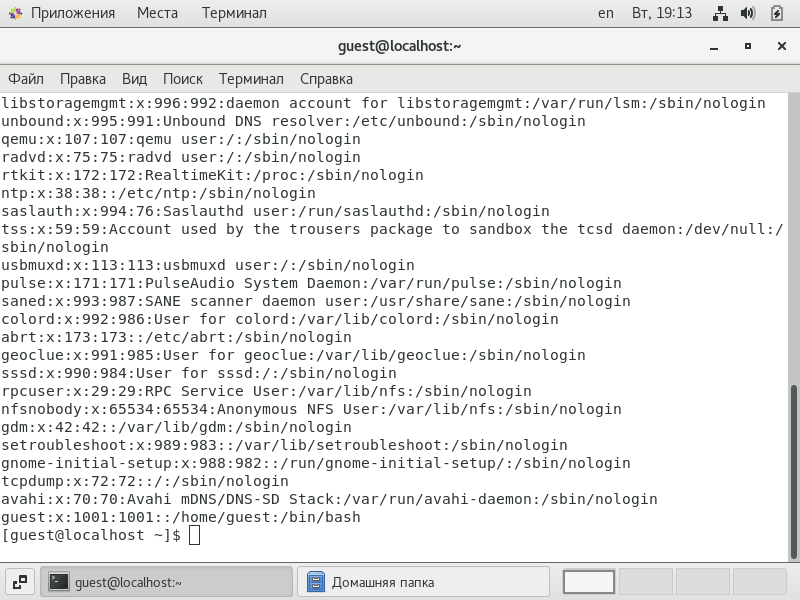 Приложения Места Терминал en Вт, 19:13
guest@localhost:~
Файл Правка Вид Поиск Терминал Справка
libstoragemgmt:x:996:992:daemon account for libstoragemgmt:/var/run/lsm:/sbin/nologin
unbound:x:995:991:Unbound DNS resolver:/etc/unbound:/sbin/nologin
qemu:x:107:107:qemu user:/:/sbin/nologin
radvd:x:75:75:radvd user:/:/sbin/nologin
rtkit:x:172:172:RealtimeKit:/proc:/sbin/nologin
ntp:x:38:38::/etc/ntp:/sbin/nologin
saslauth:x:994:76:Saslauthd user:/run/saslauthd:/sbin/nologin
tss:x:59:59:Account used by the trousers package to sandbox the tcsd daemon:/dev/null:/
sbin/nologin
usbmuxd:x:113:113:usbmuxd user:/:/sbin/nologin
pulse:x:171:171:PulseAudio System Daemon:/var/run/pulse:/sbin/nologin
saned:x:993:987:SANE scanner daemon user:/usr/share/sane:/sbin/nologin
colord:x:992:986:User for colord:/var/lib/colord:/sbin/nologin
abrt:x:173:173::/etc/abrt:/sbin/nologin
geoclue:x:991:985:User for geoclue:/var/lib/geoclue:/sbin/nologin
sssd:x:990:984:User for sssd:/:/sbin/nologin
rpcuser:x:29:29:RPC Service User:/var/lib/nfs:/sbin/nologin
nfsnobody:x:65534:65534:Anonymous NFS User:/var/lib/nfs:/sbin/nologin
gdm:x:42:42::/var/lib/gdm:/sbin/nologin
setroubleshoot:x:989:983::/var/lib/setroubleshoot:/sbin/nologin
gnome-initial-setup:x:988:982::/run/gnome-initial-setup/:/sbin/nologin
tcpdump:x:72:72::/:/sbin/nologin
avahi:x:70:70:Avahi mDNS/DNS-SD Stack:/var/run/avahi-daemon:/sbin/nologin
guest:x:1001:1001::/home/guest:/bin/bash
[guest@localhost ~]$
guest@localhost:~ Домашняя папка